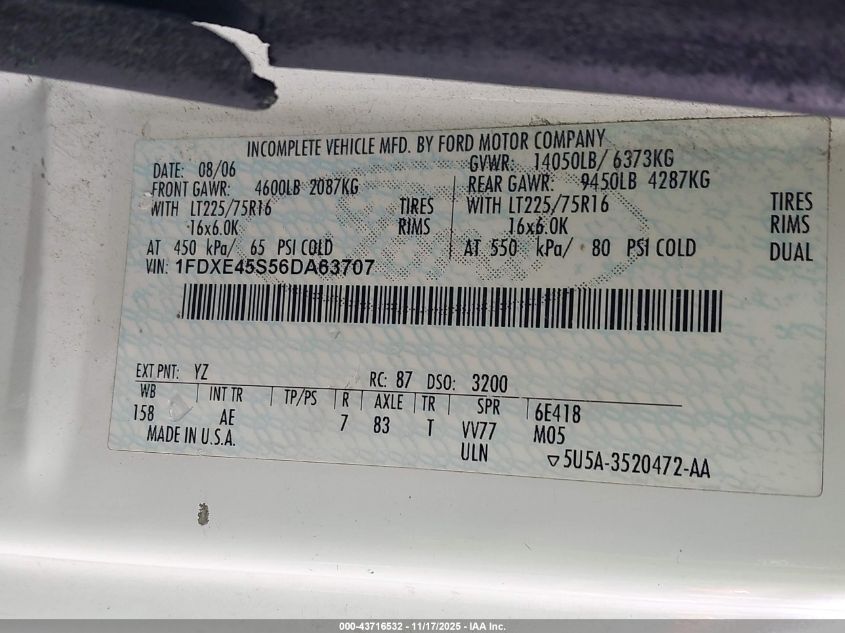 INCOMPLETE VEHICLE MFD. BY FORD MOTOR COMPANY
DATE: 08/06 GVWR: 14050LB/ 6373KG
FRONT GAWR: 4600LB 2087KG REAR GAWR: 9450LB 4287KG
WITH LT225/75R16 TIRES WITH LT225/75R16 TIRES
16x6.0K RIMS 16x6.0K RIMS
AT 450 kPa/ 65 PSI COLD AT 550 kPa/ 80 PSI COLD DUAL
VIN: 1FDXE45S56DA63707
EXT PNT: YZ RC: 87 DSO: 3200
WB INT TR TP/PS R AXLE TR SPR 6E418
158 AE 7 83 T VV77 M05
MADE IN U.S.A. ULN 5U5A-3520472-AA
000-43716532 - 11/17/2025 - IAA Inc.